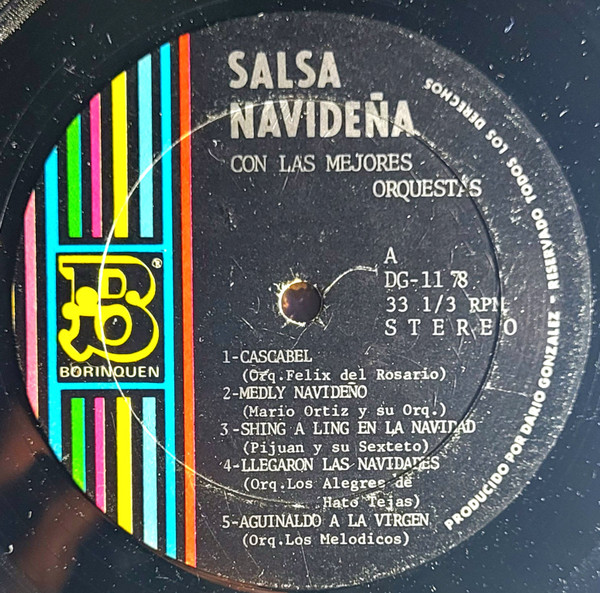 SALSA
NAVIDEÑA
CON LAS MEJORES
ORQUESTAS
A
DG-1178
33 1/3 RPM
STEREO
1-CASCABEL
(Orq.Felix del Rosario)
2-MEDLY NAVIDEÑO
(Mario Ortiz y su Orq.)
3-SHING A LING EN LA NAVIDAD
(Pijuan y su Sexteto)
4-LLEGARON LAS NAVIDADES
(Orq.Los Alegres de
Hato Tejas)
5-AGUINALDO A LA VIRGEN
(Orq.Los Melodicos)
B®
BORINQUEN
PRODUCIDO POR DARIO GONZALEZ - RISERVADO TODOS LOS DERECHOS